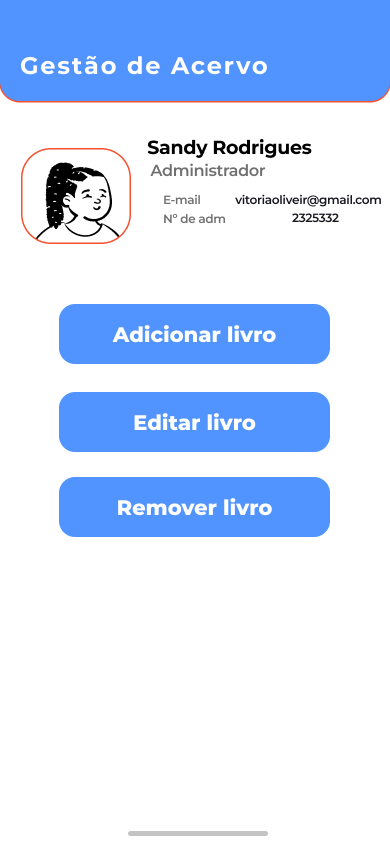 Gestão de Acervo
Sandy Rodrigues
Administrador
E-mail vitoriaoliveir@gmail.com
Nº de adm 2325332
Adicionar livro
Editar livro
Remover livro